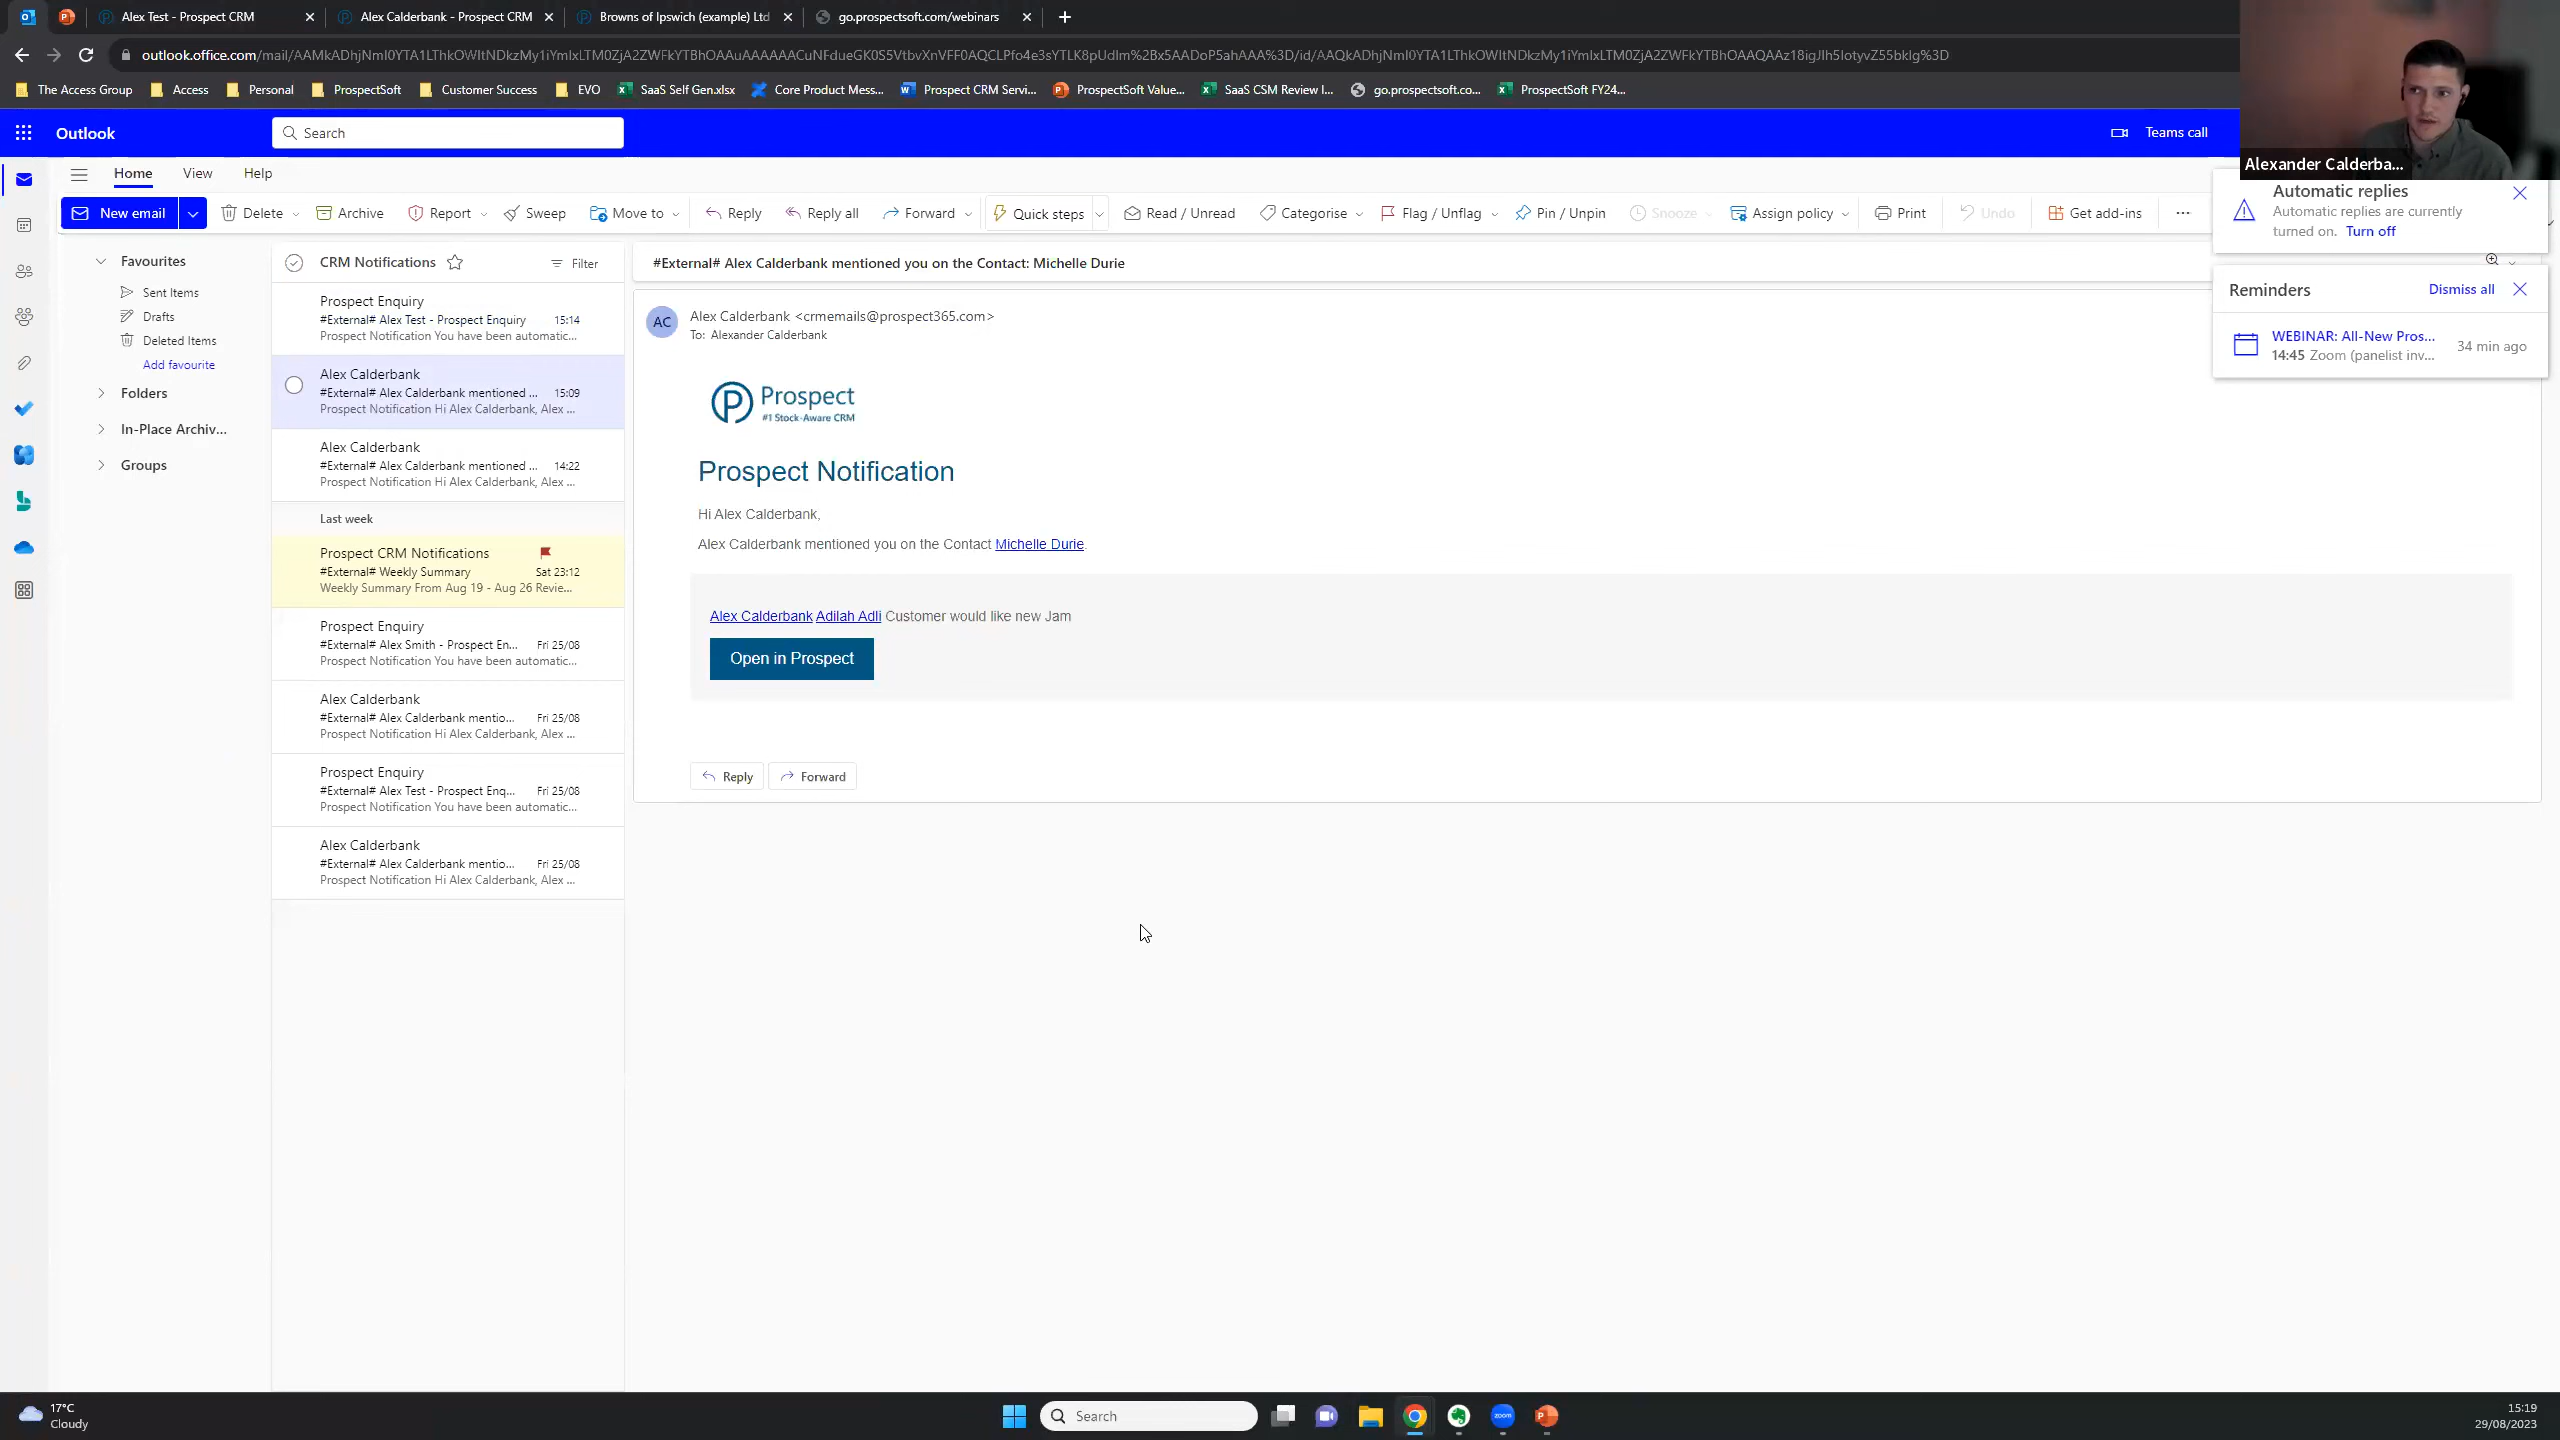 Alex Test - Prospect CRM
Alex Calderbank - Prospect CRM
Browns of Ipswich (example) Ltd
go.prospectsoft.com/webinars
The Access Group
Access
Personal
ProspectSoft
Customer Success
EVO
SaaS Self Gen.xlsx
Core Product Mess...
Prospect CRM Servi...
ProspectSoft Value...
SaaS CSM Review I...
go.prospectsoft.co...
ProspectSoft FY24...
Outlook
Search
Teams call
Alexander Calderba...
Home
View
Help
New email
Delete
Archive
Report
Sweep
Move to
Reply
Reply all
Forward
Quick steps
Read / Unread
Categorise
Flag / Unflag
Pin / Unpin
Snooze
Assign policy
Print
Undo
Get add-ins
Automatic replies
Automatic replies are currently
turned on. Turn off
Reminders
Dismiss all
WEBINAR: All-New Pros...
14:45 Zoom (panelist inv...
34 min ago
Favourites
Sent Items
Drafts
Deleted Items
Add favourite
Folders
In-Place Archiv...
Groups
CRM Notifications
Filter
Prospect Enquiry
#External# Alex Test - Prospect Enquiry 15:14
Prospect Notification You have been automatic...
Alex Calderbank
#External# Alex Calderbank mentioned ... 15:09
Prospect Notification Hi Alex Calderbank, Alex ...
Alex Calderbank
#External# Alex Calderbank mentioned ... 14:22
Prospect Notification Hi Alex Calderbank, Alex ...
Last week
Prospect CRM Notifications
#External# Weekly Summary Sat 23:12
Weekly Summary From Aug 19 - Aug 26 Revie...
Prospect Enquiry
#External# Alex Smith - Prospect En... Fri 25/08
Prospect Notification You have been automatic...
Alex Calderbank
#External# Alex Calderbank mentio... Fri 25/08
Prospect Notification Hi Alex Calderbank, Alex ...
Prospect Enquiry
#External# Alex Test - Prospect Enq... Fri 25/08
Prospect Notification You have been automatic...
Alex Calderbank
#External# Alex Calderbank mentio... Fri 25/08
Prospect Notification Hi Alex Calderbank, Alex ...
#External# Alex Calderbank mentioned you on the Contact: Michelle Durie
AC
Alex Calderbank <crmemails@prospect365.com>
To: Alexander Calderbank
Prospect
#1 Stock-Aware CRM
Prospect Notification
Hi Alex Calderbank,
Alex Calderbank mentioned you on the Contact Michelle Durie.
Alex Calderbank Adilah Adli Customer would like new Jam
Open in Prospect
Reply
Forward
17°C
Cloudy
Search
zoom
15:19
29/08/2023